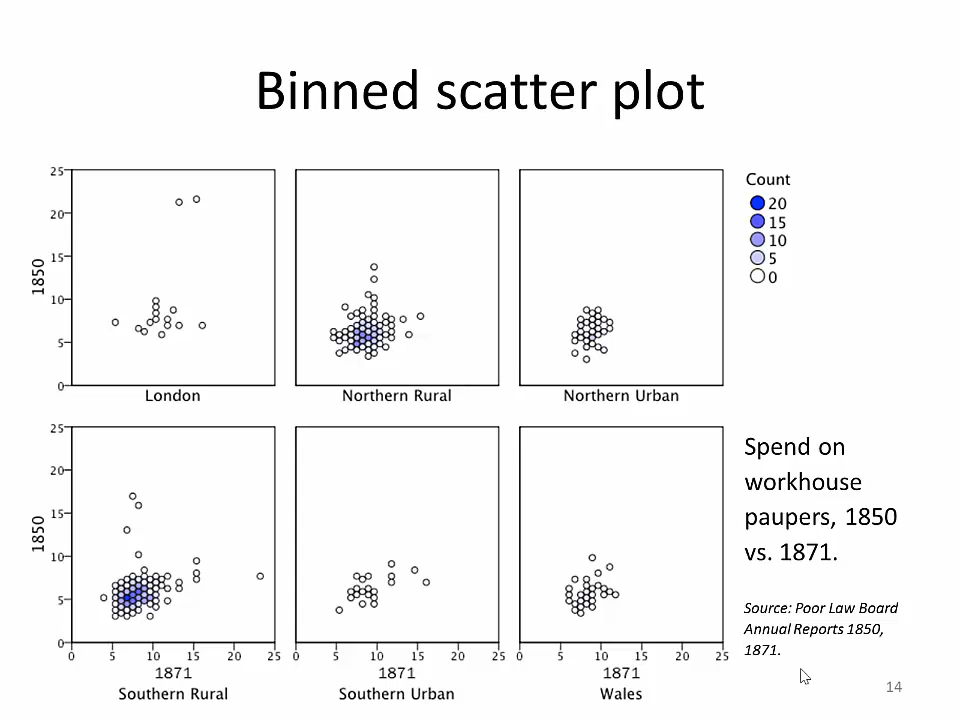 Binned scatter plot
25
20
15
10
5
0
1850
London
Northern Rural
Northern Urban
Count
20
15
10
5
0
25
20
15
10
5
0
1850
0 5 10 15 20 25
1871
Southern Rural
0 5 10 15 20 25
1871
Southern Urban
0 5 10 15 20 25
1871
Wales
Spend on
workhouse
paupers, 1850
vs. 1871.
Source: Poor Law Board
Annual Reports 1850,
1871.
14